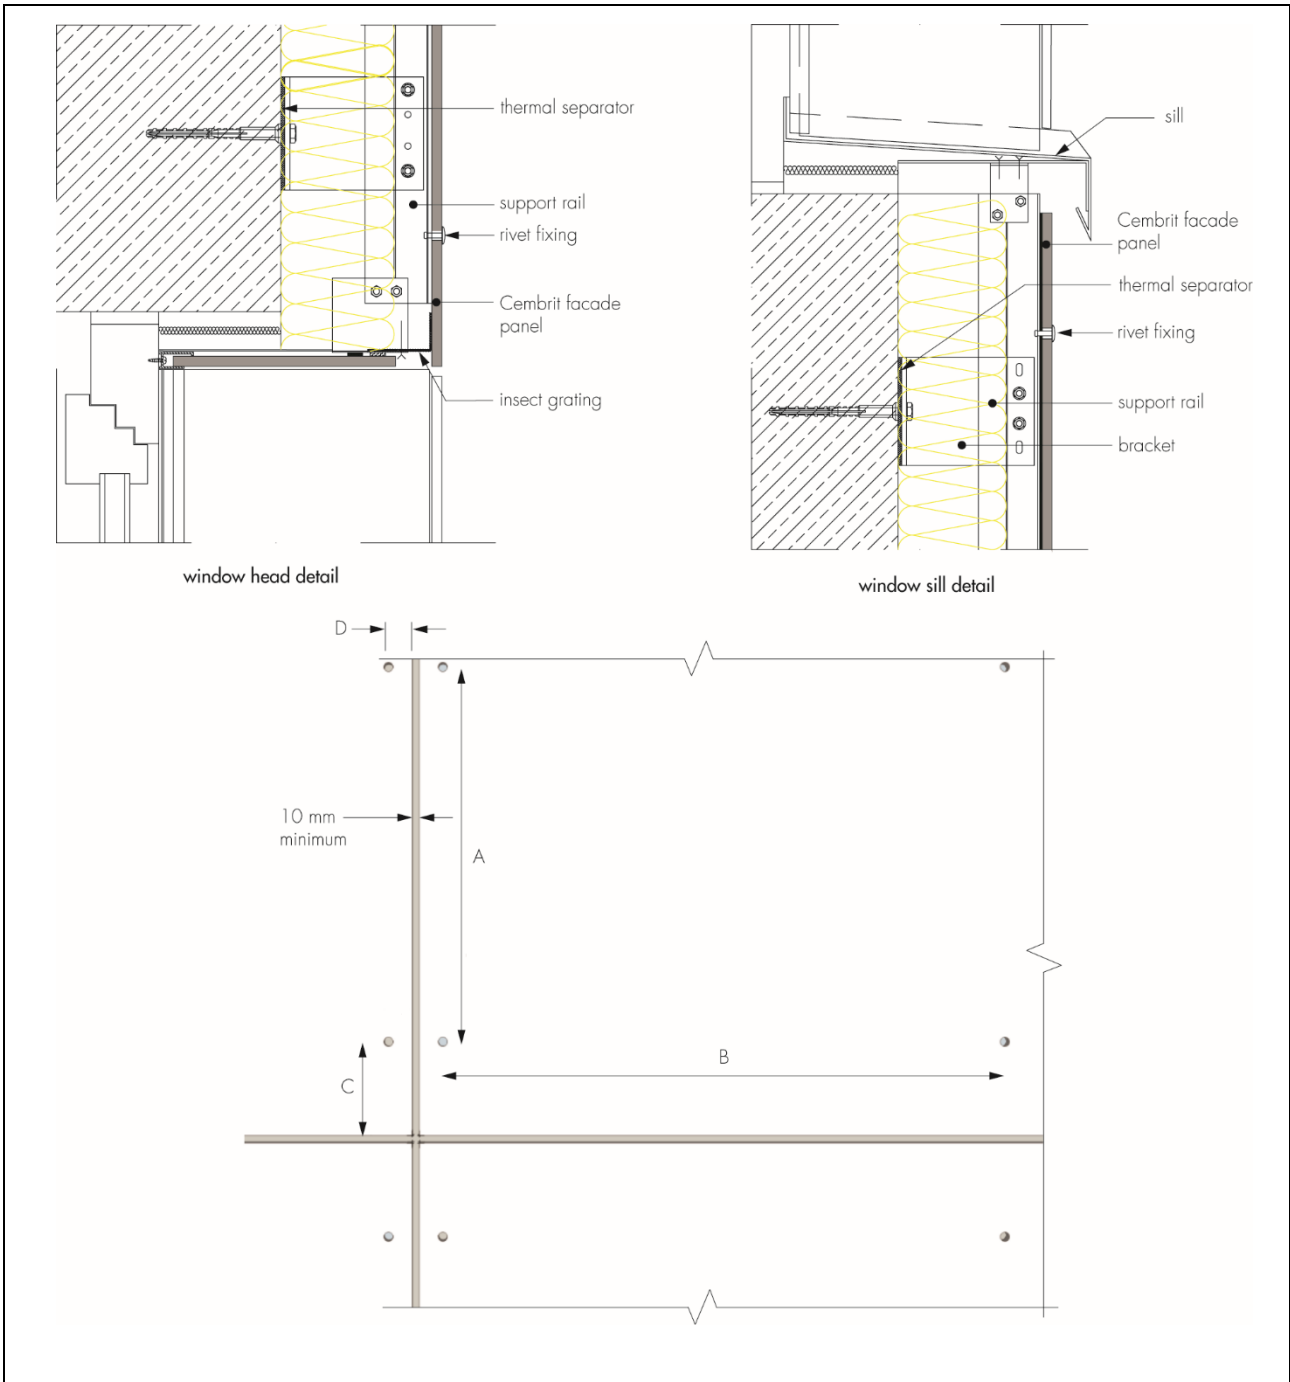 thermal separator
support rail
rivet fixing
Cembrit facade
panel
insect grating
window head detail
sill
Cembrit facade
panel
thermal separator
rivet fixing
support rail
bracket
window sill detail
D
10 mm
minimum
A
B
C